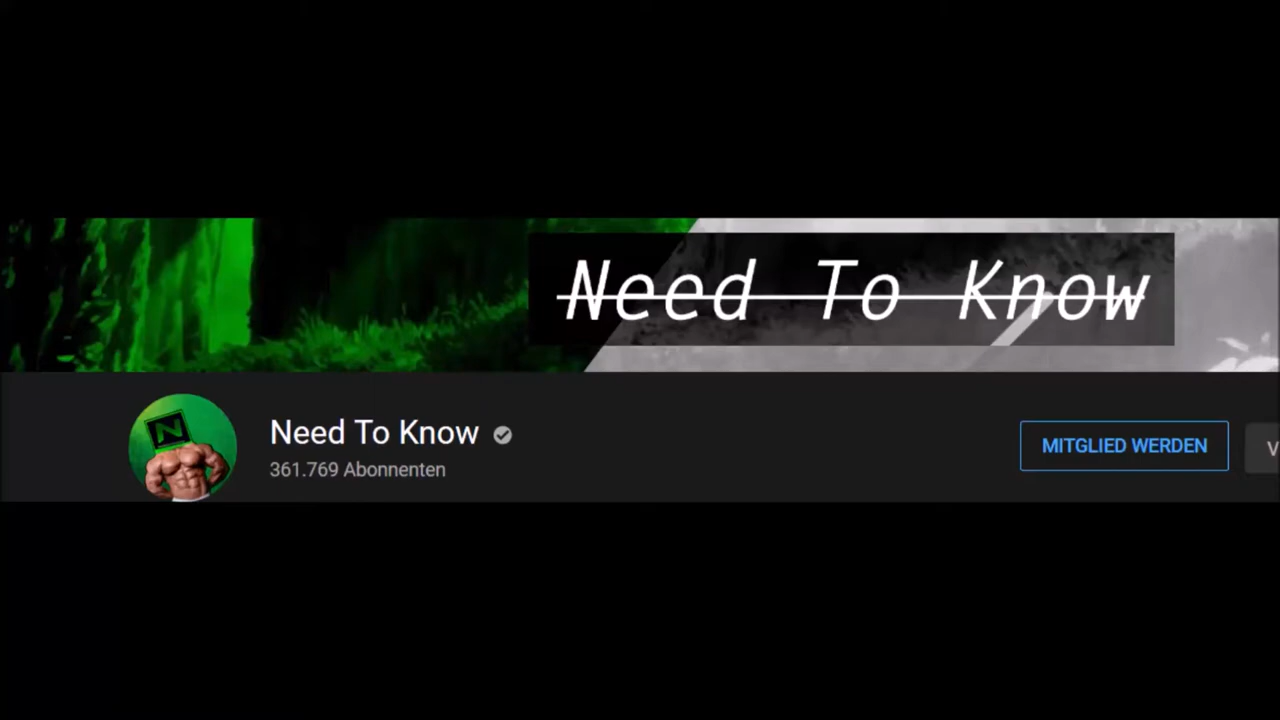 Need To Know
N
Need To Know
361.769 Abonnenten
MITGLIED WERDEN
V